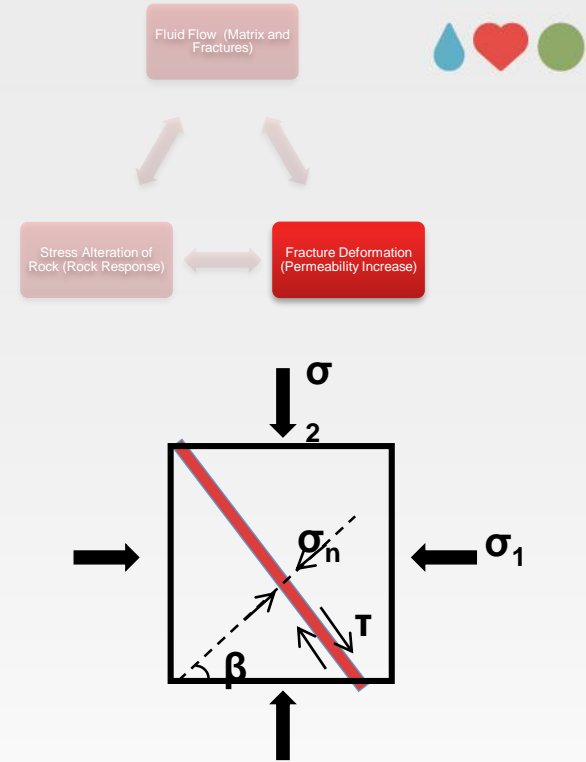 Fluid Flow (Matrix and
Fractures)
Stress Alteration of
Rock (Rock Response)
Fracture Deformation
(Permeability Increase)
σ
2
σn
σ1
τ
β